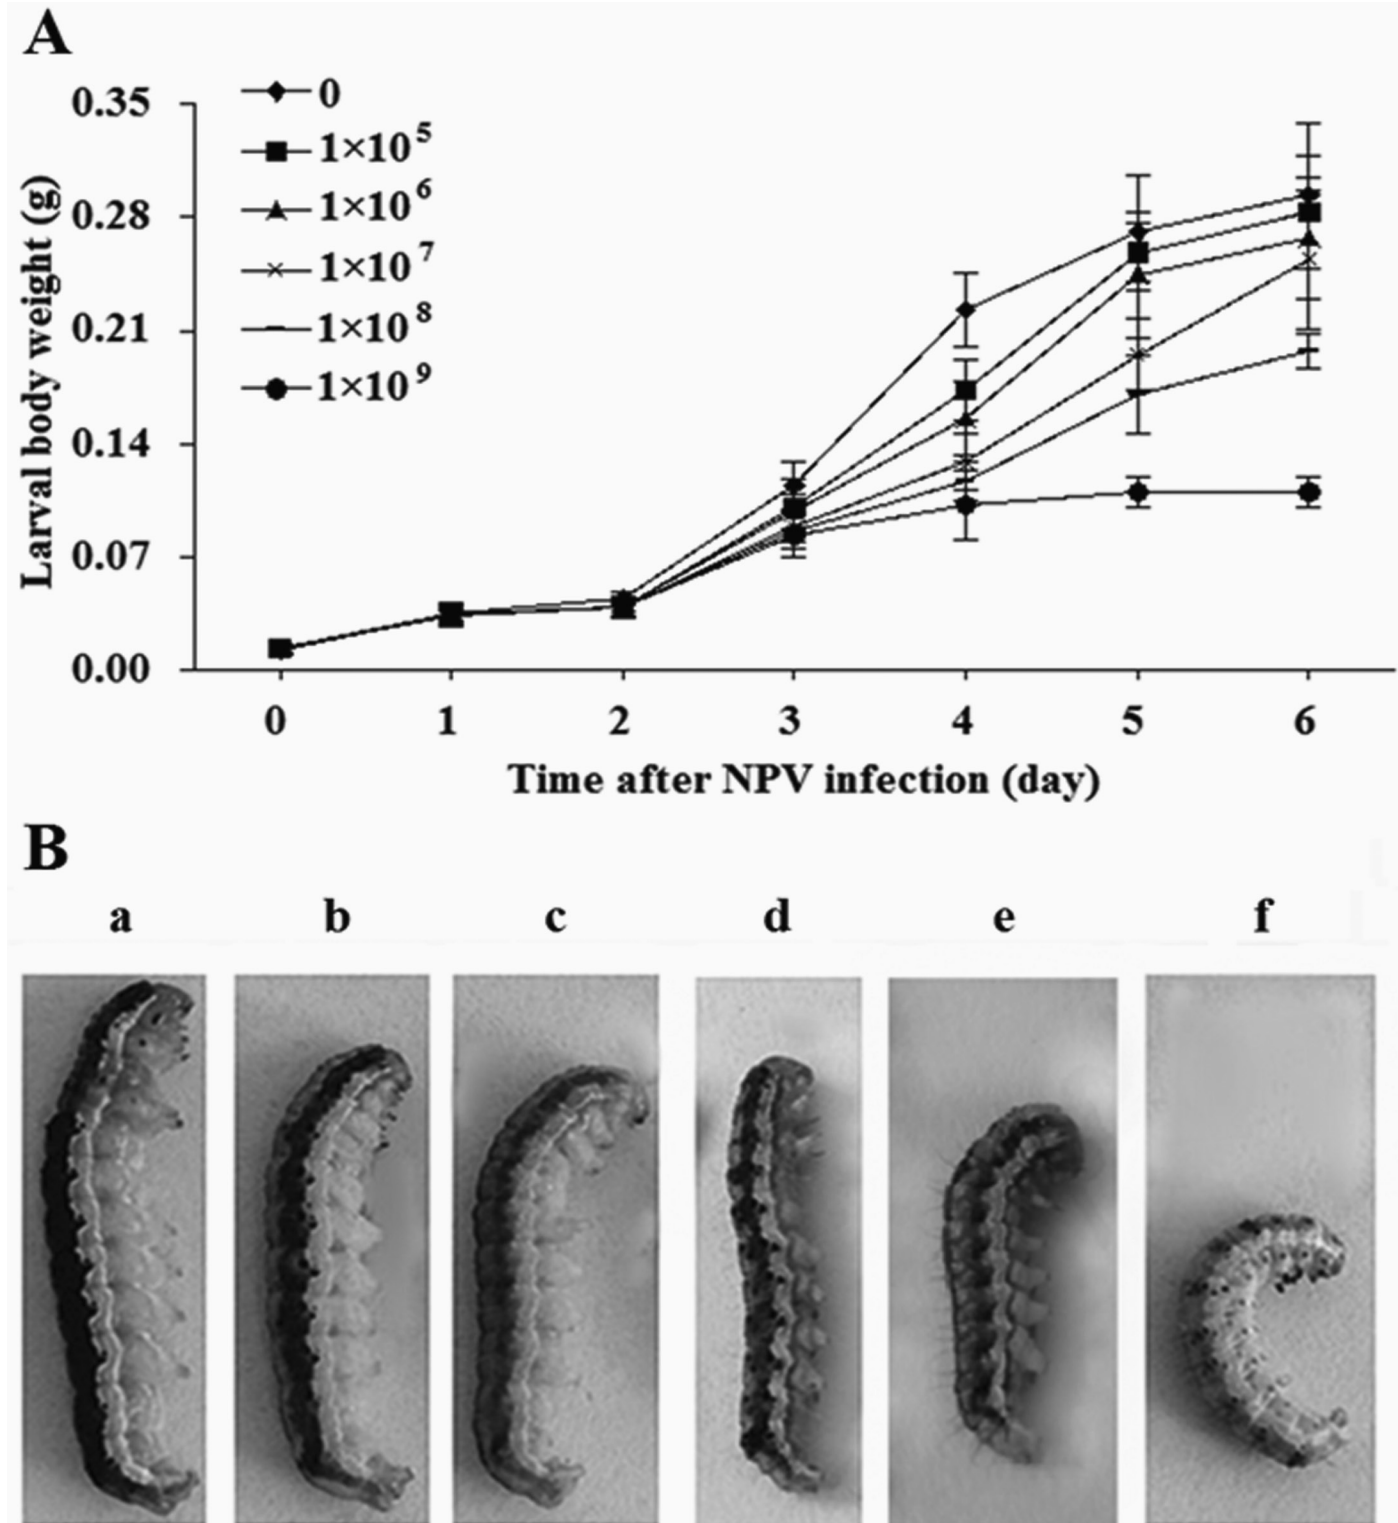 A
0
1×10⁵
1×10⁶
1×10⁷
1×10⁸
1×10⁹
0.35
0.28
0.21
0.14
0.07
0.00
Larval body weight (g)
0 1 2 3 4 5 6
Time after NPV infection (day)
B
a b c d e f